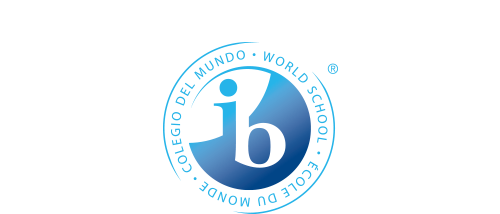 COLEGIO DEL MUNDO • WORLD SCHOOL • ÉCOLE DU MONDE •
®
ib